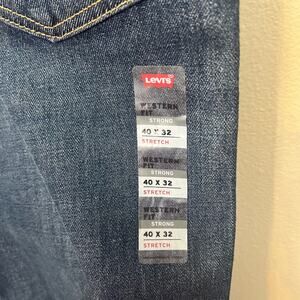 Levi's
WESTERN
FIT
STRONG
40 X 32
STRETCH
WESTERN
FIT
STRONG
40 X 32
STRETCH
WESTERN
FIT
STRONG
40 X 32
STRETCH